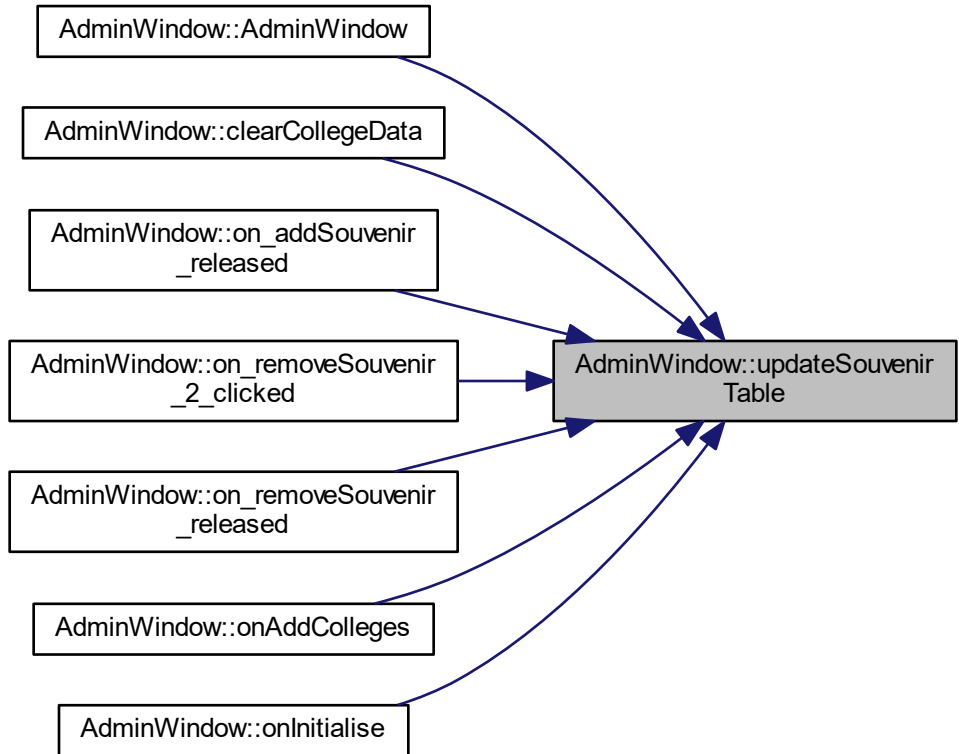 AdminWindow::AdminWindow
AdminWindow::clearCollegeData
AdminWindow::on_addSouvenir
_released
AdminWindow::on_removeSouvenir
_2_clicked
AdminWindow::updateSouvenir
Table
AdminWindow::on_removeSouvenir
_released
AdminWindow::onAddColleges
AdminWindow::onInitialise